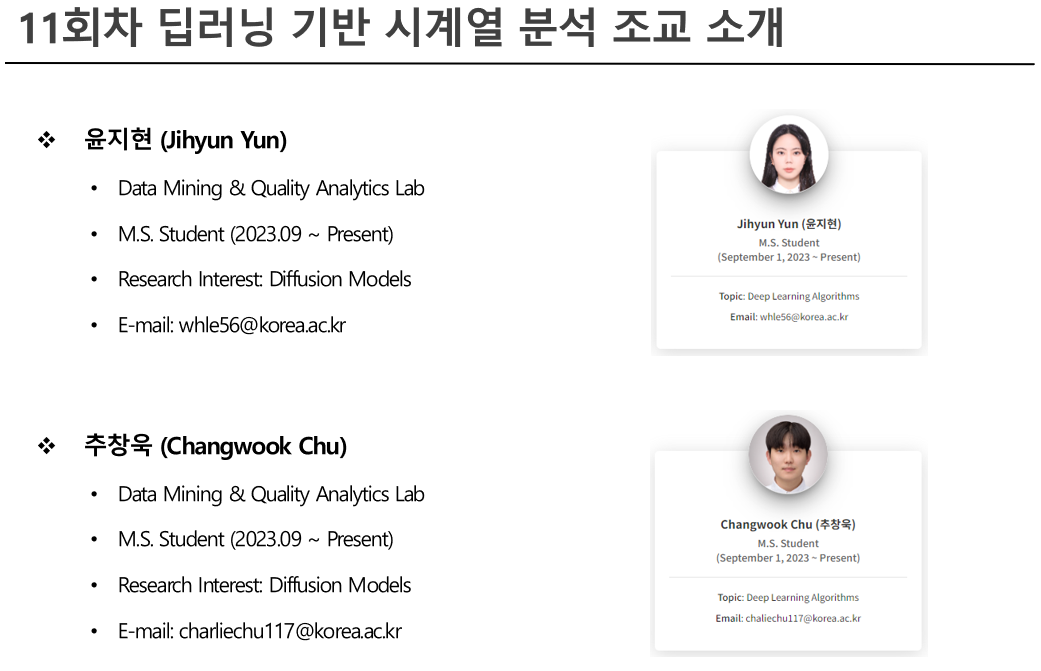 11회차 딥러닝 기반 시계열 분석 조교 소개
윤지현 (Jihyun Yun)
• Data Mining & Quality Analytics Lab
• M.S. Student (2023.09 ~ Present)
• Research Interest: Diffusion Models
• E-mail: whle56@korea.ac.kr
Jihyun Yun (윤지현)
M.S. Student
(September 1, 2023 ~ Present)
Topic: Deep Learning Algorithms
Email: whle56@korea.ac.kr
추창욱 (Changwook Chu)
• Data Mining & Quality Analytics Lab
• M.S. Student (2023.09 ~ Present)
• Research Interest: Diffusion Models
• E-mail: charliechu117@korea.ac.kr
Changwook Chu (추창욱)
M.S. Student
(September 1, 2023 ~ Present)
Topic: Deep Learning Algorithms
Email: chaliechu117@korea.ac.kr